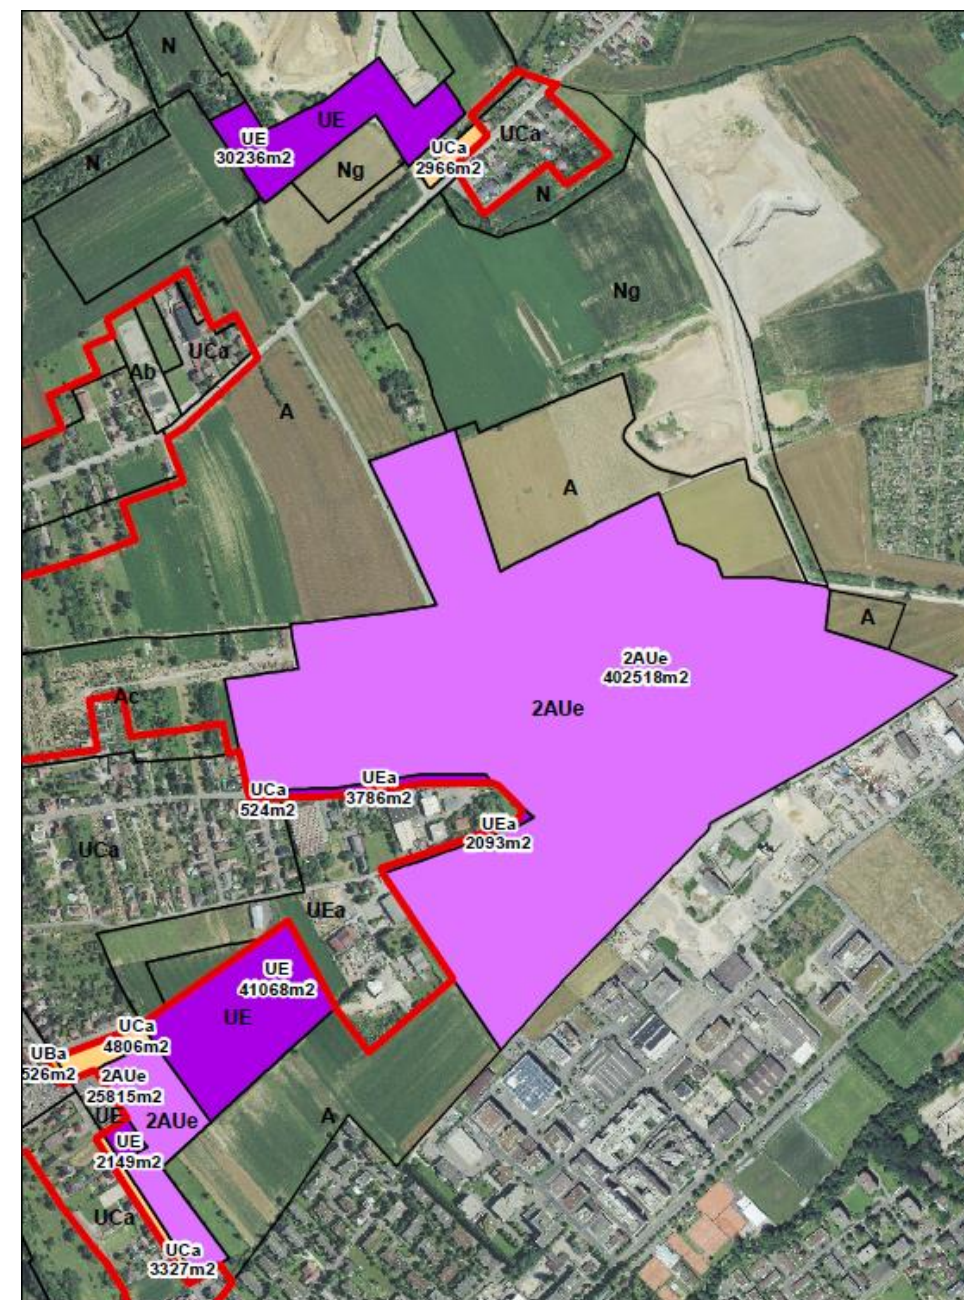 N
UE
UE
30236m2
UCa
UCa
2966m2
N
Ng
N
Ng
UCa
Ab
A
A
A
2AUe
402518m2
2AUe
Ac
UEa
3786m2
UCa
524m2
UEa
2093m2
UCa
UEa
UE
41068m2
UE
UCa
4806m2
UBa
526m2
2AUe
25815m2
UE
2AUe
A
UE
2149m2
UCa
UCa
3327m2